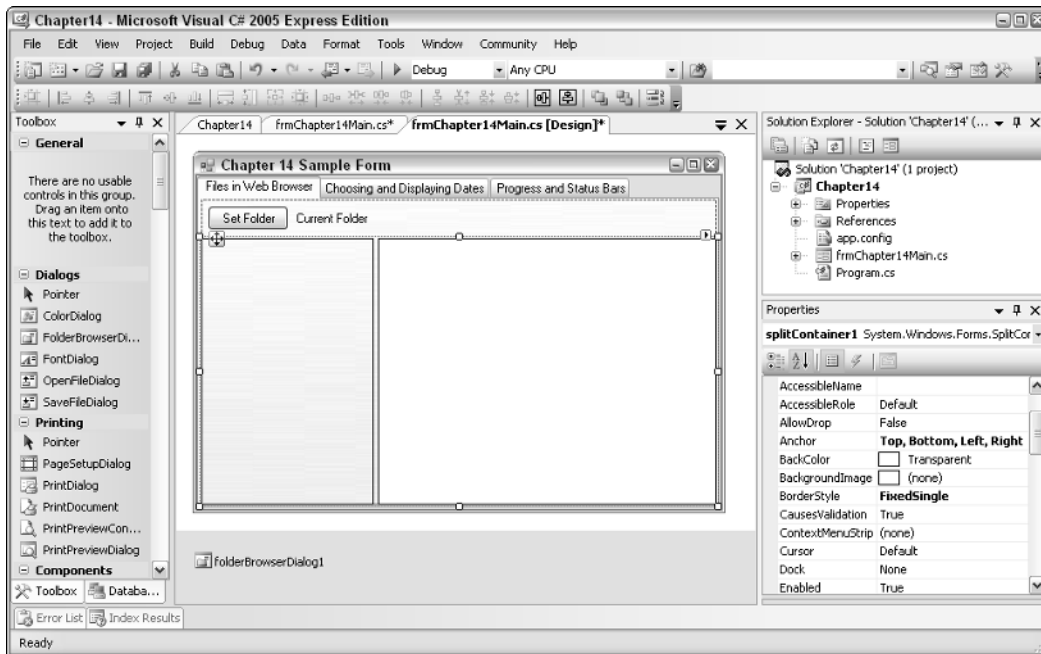 Chapter14 - Microsoft Visual C# 2005 Express Edition
File Edit View Project Build Debug Data Format Tools Window Community Help
Debug Any CPU
Toolbox
General
There are no usable
controls in this group.
Drag an item onto
this text to add it to
the toolbox.
Dialogs
Pointer
ColorDialog
FolderBrowserDi...
FontDialog
OpenFileDialog
SaveFileDialog
Printing
Pointer
PageSetupDialog
PrintDialog
PrintDocument
PrintPreviewCon...
PrintPreviewDialog
Components
Toolbox Databa...
Chapter14 frmChapter14Main.cs* frmChapter14Main.cs [Design]*
Chapter 14 Sample Form
Files in Web Browser Choosing and Displaying Dates Progress and Status Bars
Set Folder Current Folder
folderBrowserDialog1
Solution Explorer - Solution 'Chapter14' (...
Solution 'Chapter14' (1 project)
Chapter14
Properties
References
app.config
frmChapter14Main.cs
Program.cs
Properties
splitContainer1 System.Windows.Forms.SplitCor
AccessibleName
AccessibleRole Default
AllowDrop False
Anchor Top, Bottom, Left, Right
BackColor Transparent
BackgroundImage (none)
BorderStyle FixedSingle
CausesValidation True
ContextMenuStrip (none)
Cursor Default
Dock None
Enabled True
Error List Index Results
Ready